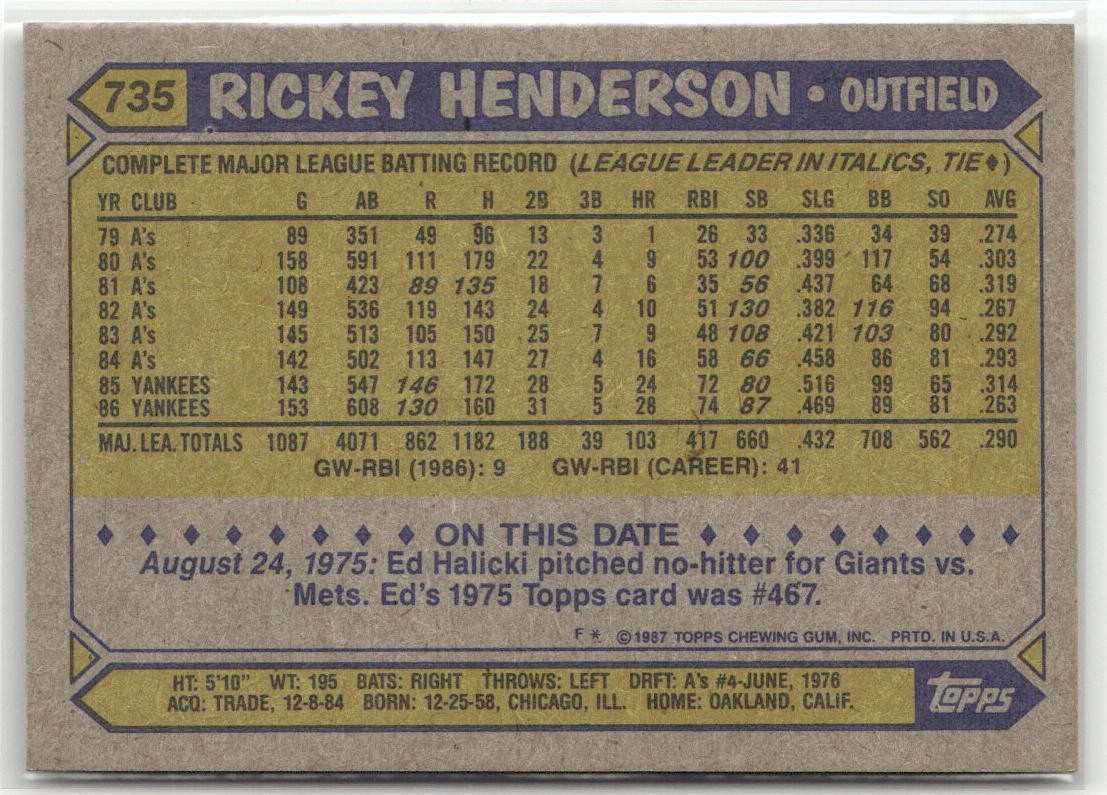 735 RICKEY HENDERSON • OUTFIELD
COMPLETE MAJOR LEAGUE BATTING RECORD (LEAGUE LEADER IN ITALICS, TIE♦)
YR CLUB G AB R H 2B 3B HR RBI SB SLG BB SO AVG
79 A's 89 351 49 96 13 3 1 26 33 .336 34 39 .274
80 A's 158 591 111 179 22 4 9 53 100 .399 117 54 .303
81 A's 108 423 89 135 18 7 6 35 56 .437 64 68 .319
82 A's 149 536 119 143 24 4 10 51 130 .382 116 94 .267
83 A's 145 513 105 150 25 7 9 48 108 .421 103 80 .292
84 A's 142 502 113 147 27 4 16 58 66 .458 86 81 .293
85 YANKEES 143 547 146 172 28 5 24 72 80 .516 99 65 .314
86 YANKEES 153 608 130 160 31 5 28 74 87 .469 89 81 .263
MAJ. LEA. TOTALS 1087 4071 862 1182 188 39 103 417 660 .432 708 562 .290
GW-RBI (1986): 9 GW-RBI (CAREER): 41
♦ ♦ ♦ ♦ ♦ ♦ ♦ ♦ ON THIS DATE ♦ ♦ ♦ ♦ ♦ ♦ ♦ ♦
August 24, 1975: Ed Halicki pitched no-hitter for Giants vs.
Mets. Ed's 1975 Topps card was #467.
F * ©1987 TOPPS CHEWING GUM, INC. PRTD. IN U.S.A.
HT: 5'10" WT: 195 BATS: RIGHT THROWS: LEFT DRFT: A's #4-JUNE, 1976
ACQ: TRADE, 12-8-84 BORN: 12-25-58, CHICAGO, ILL. HOME: OAKLAND, CALIF.
TOPPS